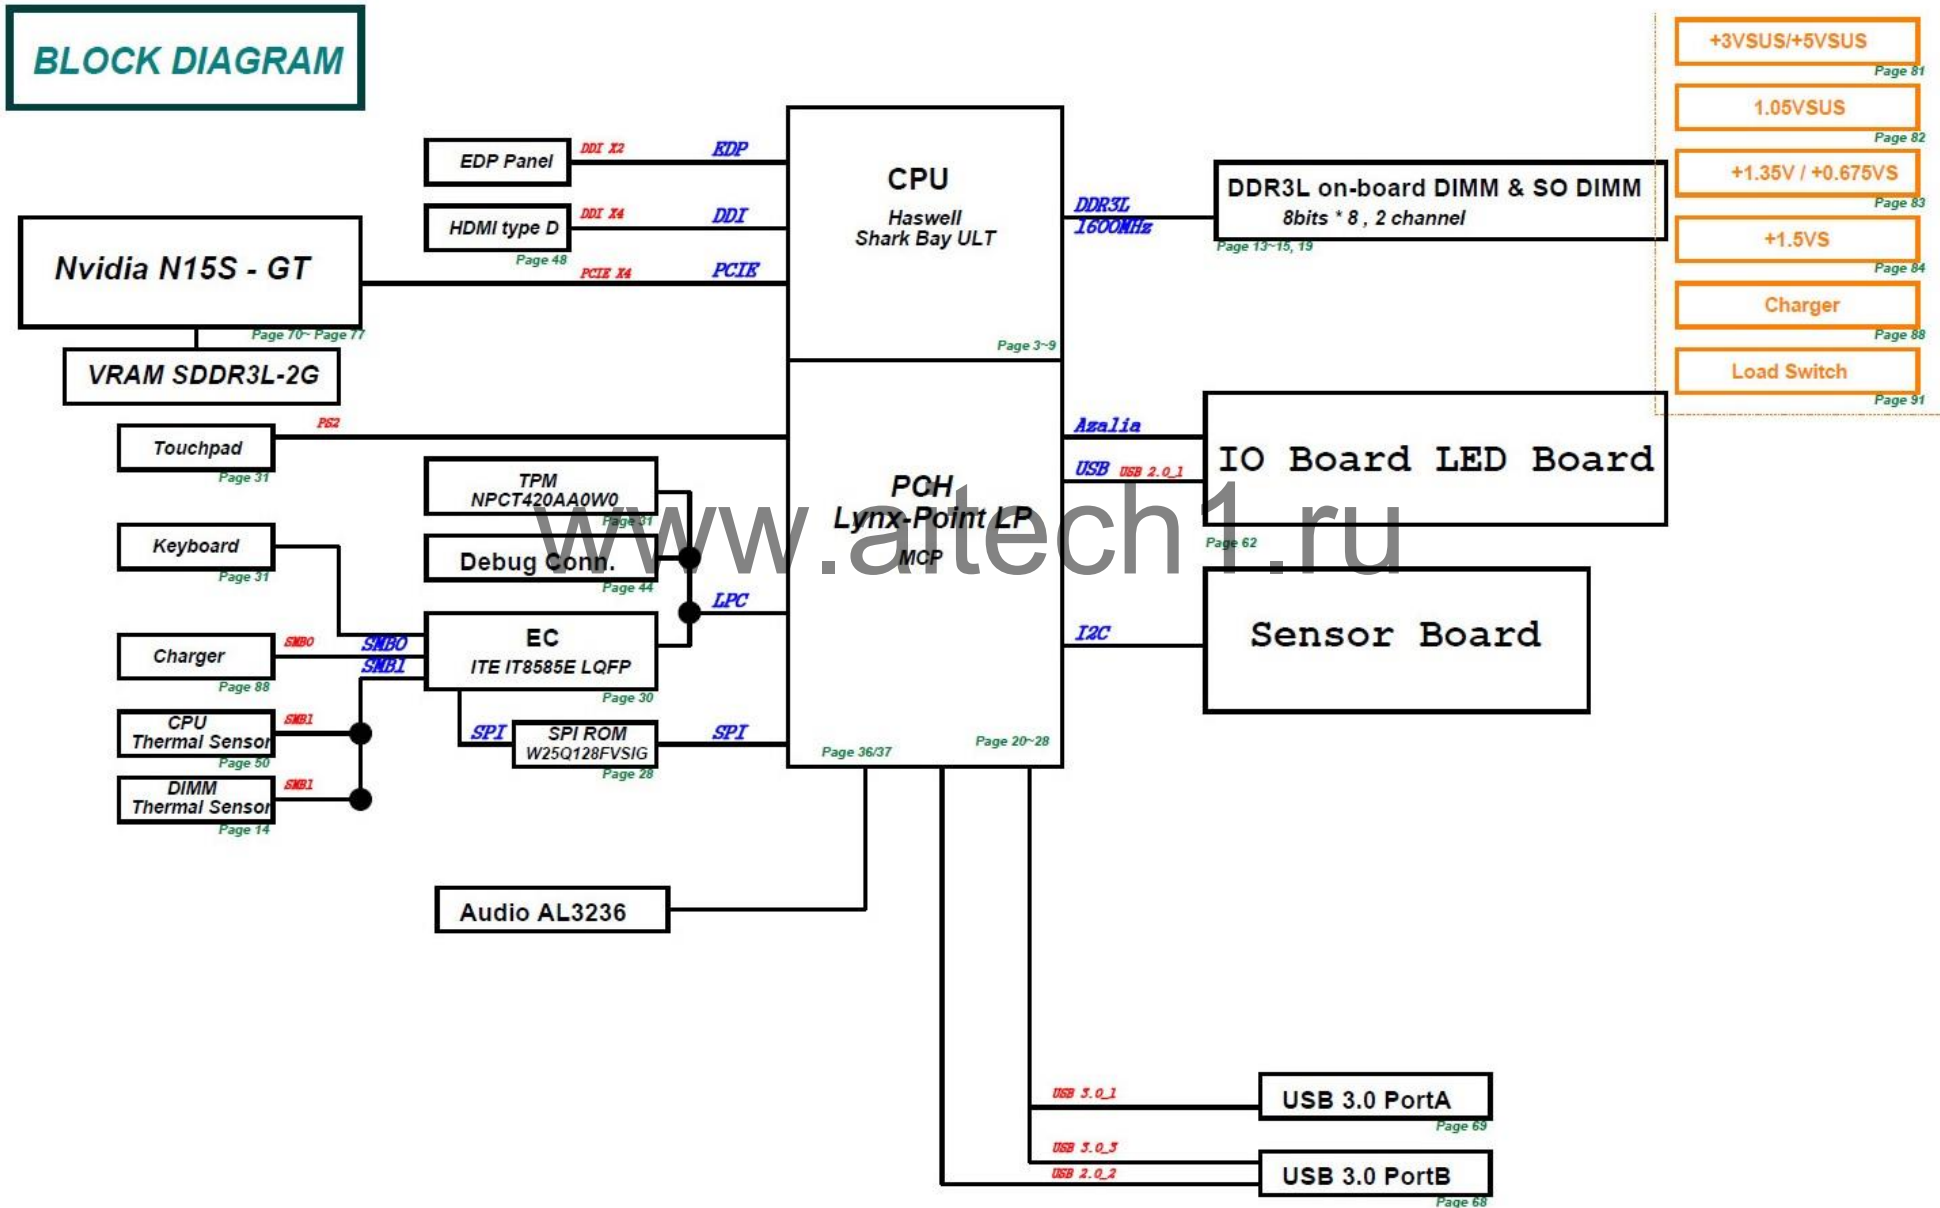 BLOCK DIAGRAM
+3VSUS/+5VSUS
Page 81
1.05VSUS
Page 82
+1.35V / +0.675VS
Page 83
+1.5VS
Page 84
Charger
Page 88
Load Switch
Page 91
EDP Panel
DDI X2
EDP
HDMI type D
DDI X4
DDI
Page 48
Nvidia N15S - GT
PCIE X4
PCIE
Page 70~ Page 77
VRAM SDDR3L-2G
CPU
Haswell
Shark Bay ULT
Page 3~9
DDR3L
1600MHz
DDR3L on-board DIMM & SO DIMM
8bits * 8 , 2 channel
Page 13~15, 19
Touchpad
PS2
Page 31
TPM
NPCT420AA0W0
Page 31
Keyboard
Page 31
Debug Conn.
Page 44
LPC
Charger
SMB0
SMB0
SMB1
Page 88
EC
ITE IT8585E LQFP
Page 30
CPU
Thermal Sensor
SMB1
Page 50
DIMM
Thermal Sensor
SMB1
Page 14
SPI
SPI ROM
W25Q128FVSIG
Page 28
SPI
PCH
Lynx-Point LP
MCP
Page 36/37
Page 20~28
Azalia
USB USB 2.0_1
IO Board LED Board
Page 62
I2C
Sensor Board
www.aitech1.ru
Audio AL3236
USB 3.0_1
USB 3.0 PortA
Page 69
USB 3.0_3
USB 2.0_2
USB 3.0 PortB
Page 68